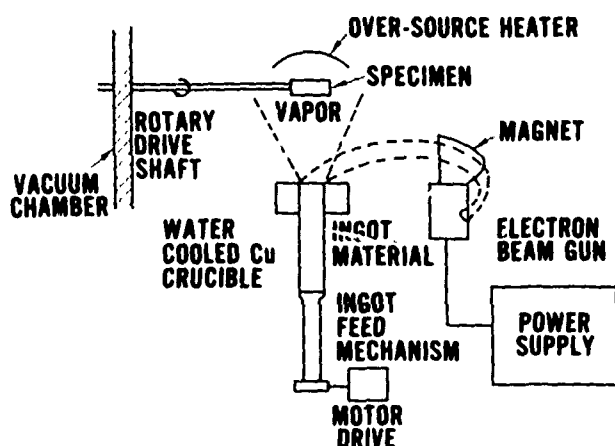 OVER-SOURCE HEATER
SPECIMEN
VAPOR
ROTARY
DRIVE
SHAFT
MAGNET
VACUUM
CHAMBER
WATER
COOLED Cu
CRUCIBLE
INGOT
MATERIAL
ELECTRON
BEAM GUN
INGOT
FEED
MECHANISM
POWER
SUPPLY
MOTOR
DRIVE